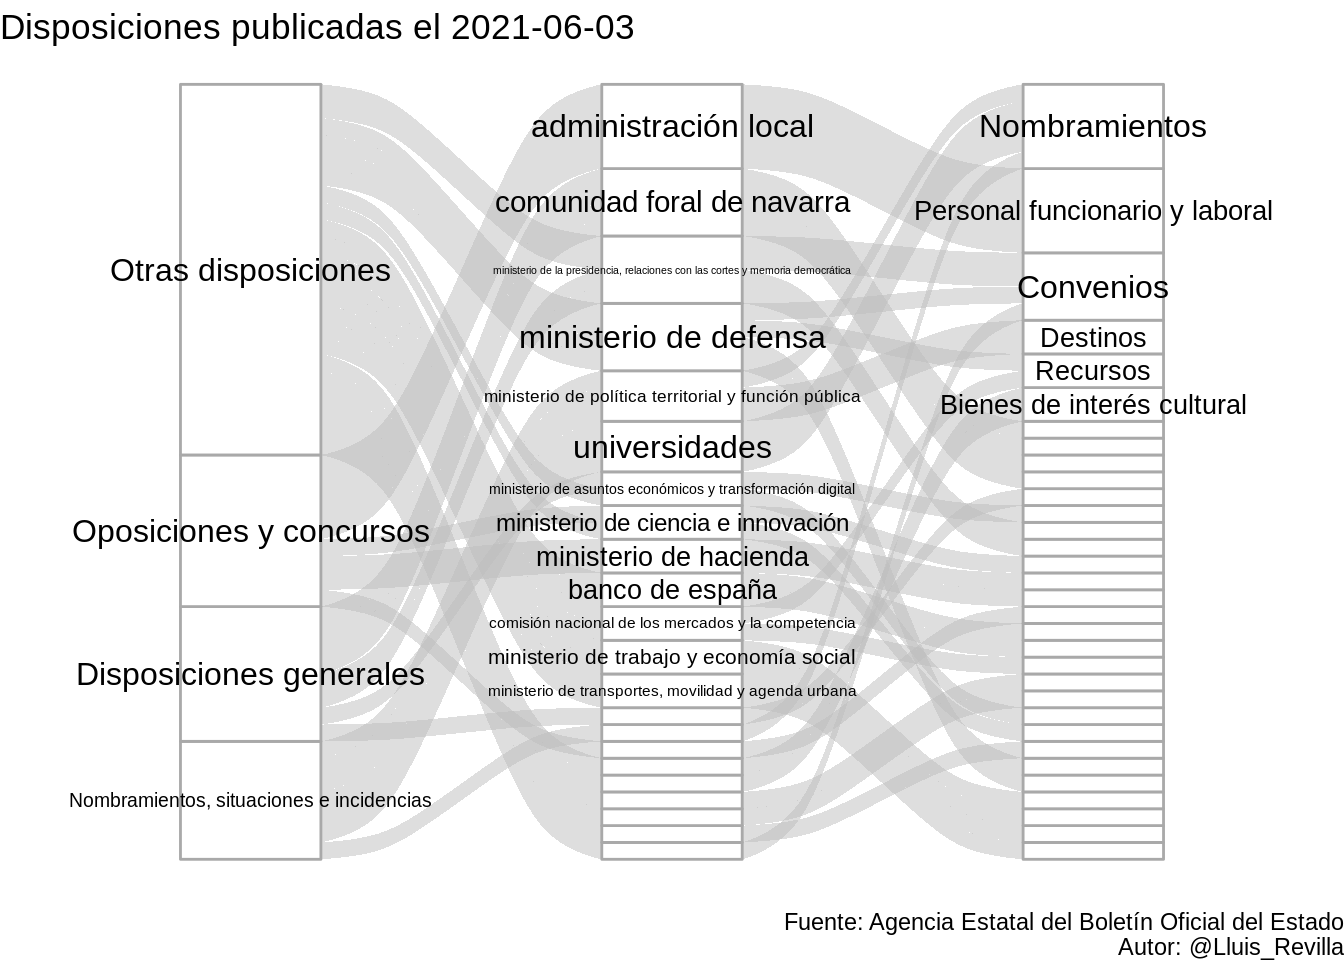 Disposiciones publicadas el 2021-06-03
Otras disposiciones
Oposiciones y concursos
Disposiciones generales
Nombramientos, situaciones e incidencias
administración local
comunidad foral de navarra
ministerio de la presidencia, relaciones con las cortes y memoria democrática
ministerio de defensa
ministerio de política territorial y función pública
universidades
ministerio de asuntos económicos y transformación digital
ministerio de ciencia e innovación
ministerio de hacienda
banco de españa
comisión nacional de los mercados y la competencia
ministerio de trabajo y economía social
ministerio de transportes, movilidad y agenda urbana
Nombramientos
Personal funcionario y laboral
Convenios
Destinos
Recursos
Bienes de interés cultural
Fuente: Agencia Estatal del Boletín Oficial del Estado
Autor: @Lluis_Revilla